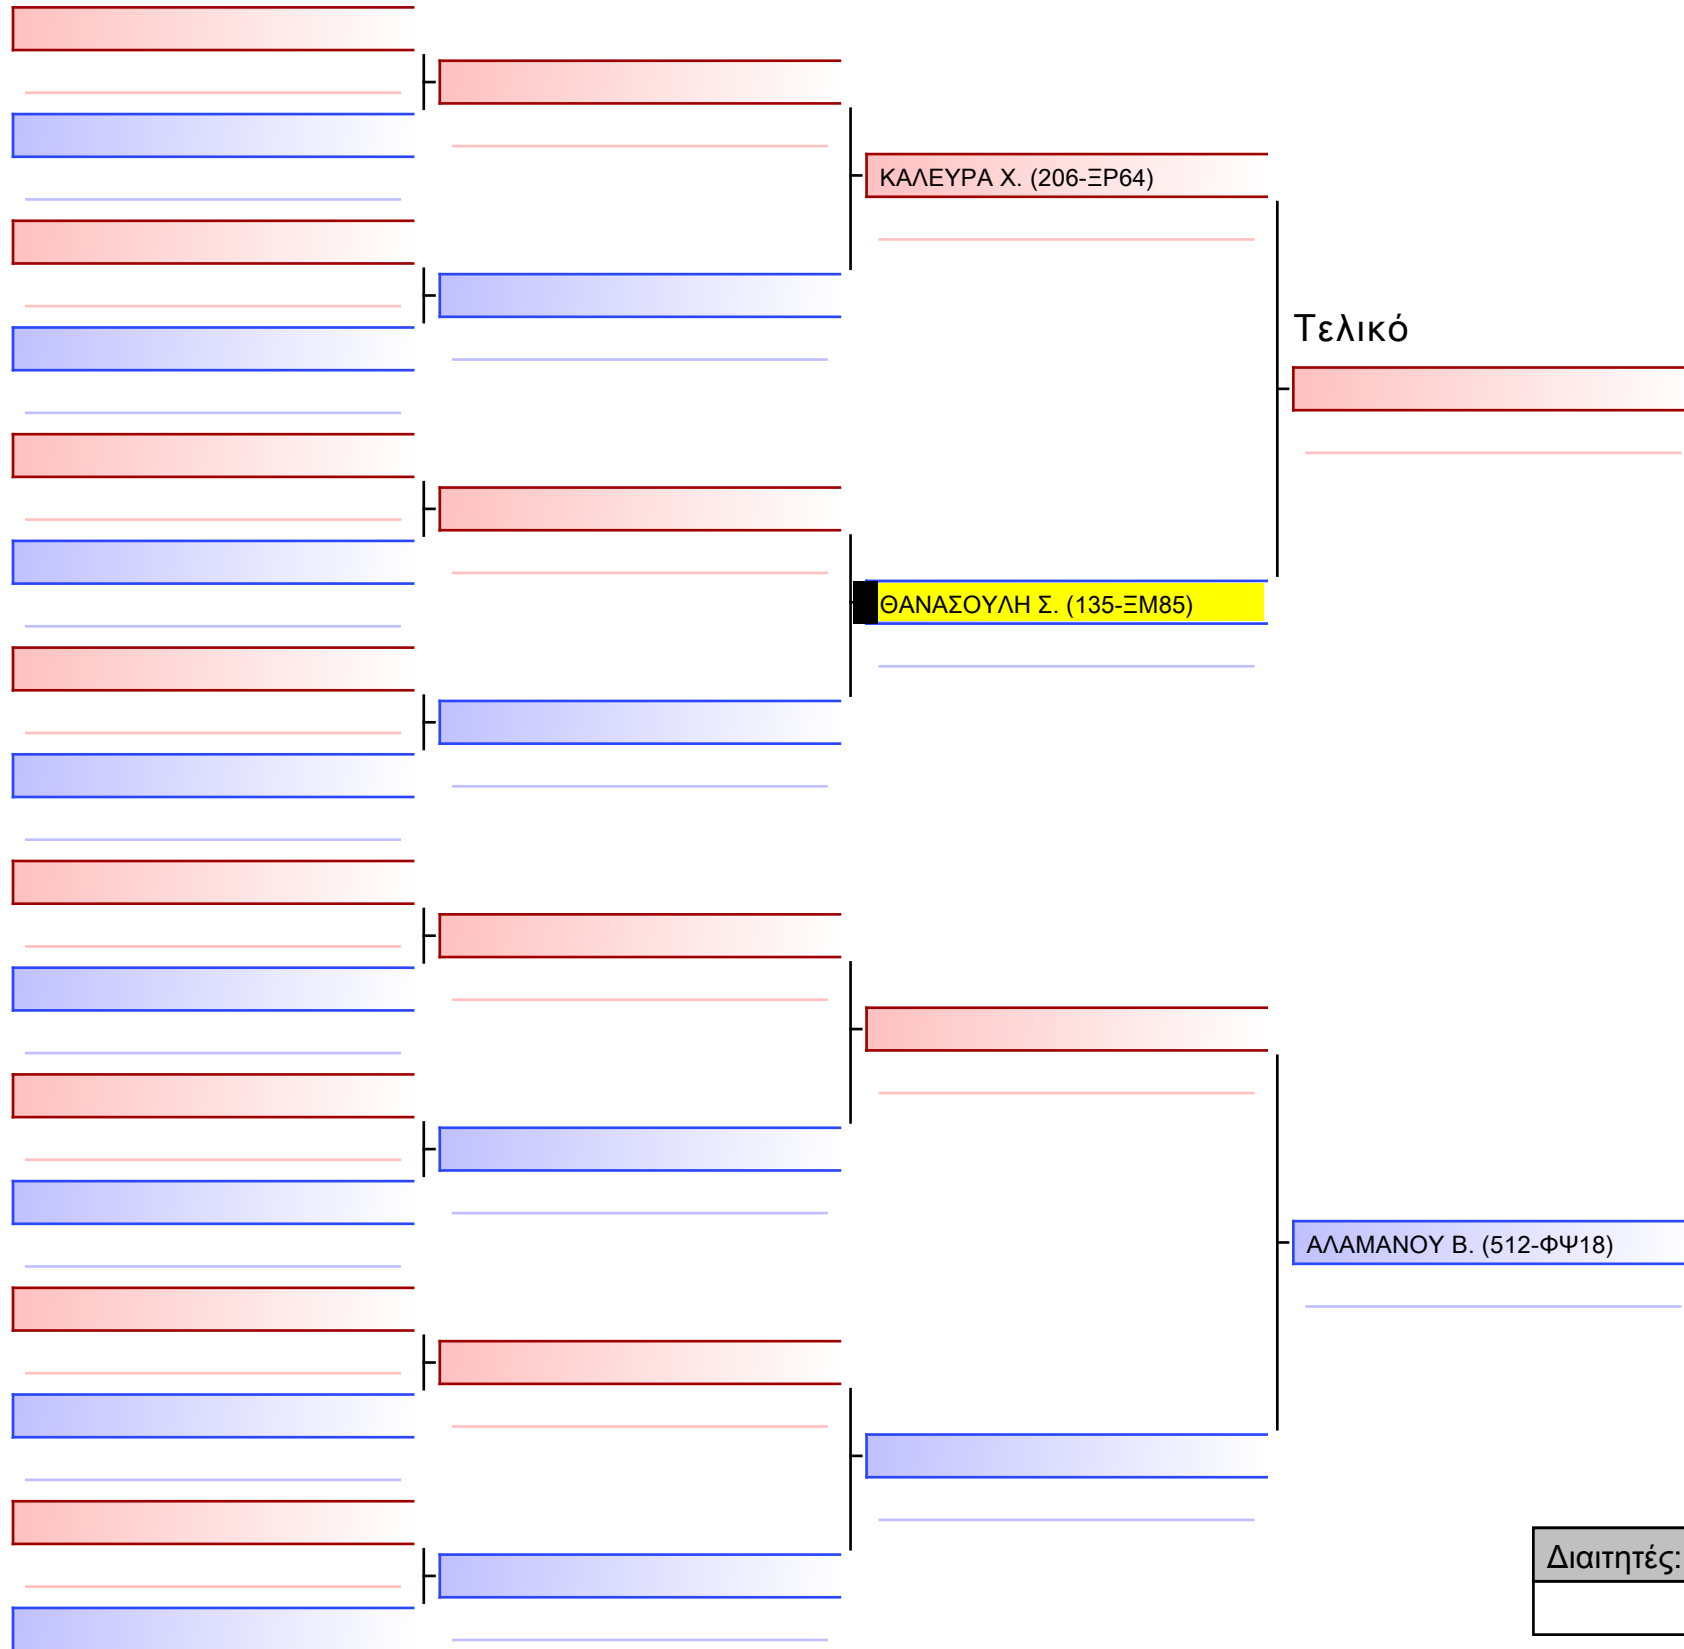 ΚΑΛΕΥΡΑ Χ. (206-ΞΡ64)
Τελικό
ΘΑΝΑΣΟΥΛΗ Σ. (135-ΞΜ85)
ΑΛΑΜΑΝΟΥ Β. (512-ΦΨ18)
Διαιτητές: